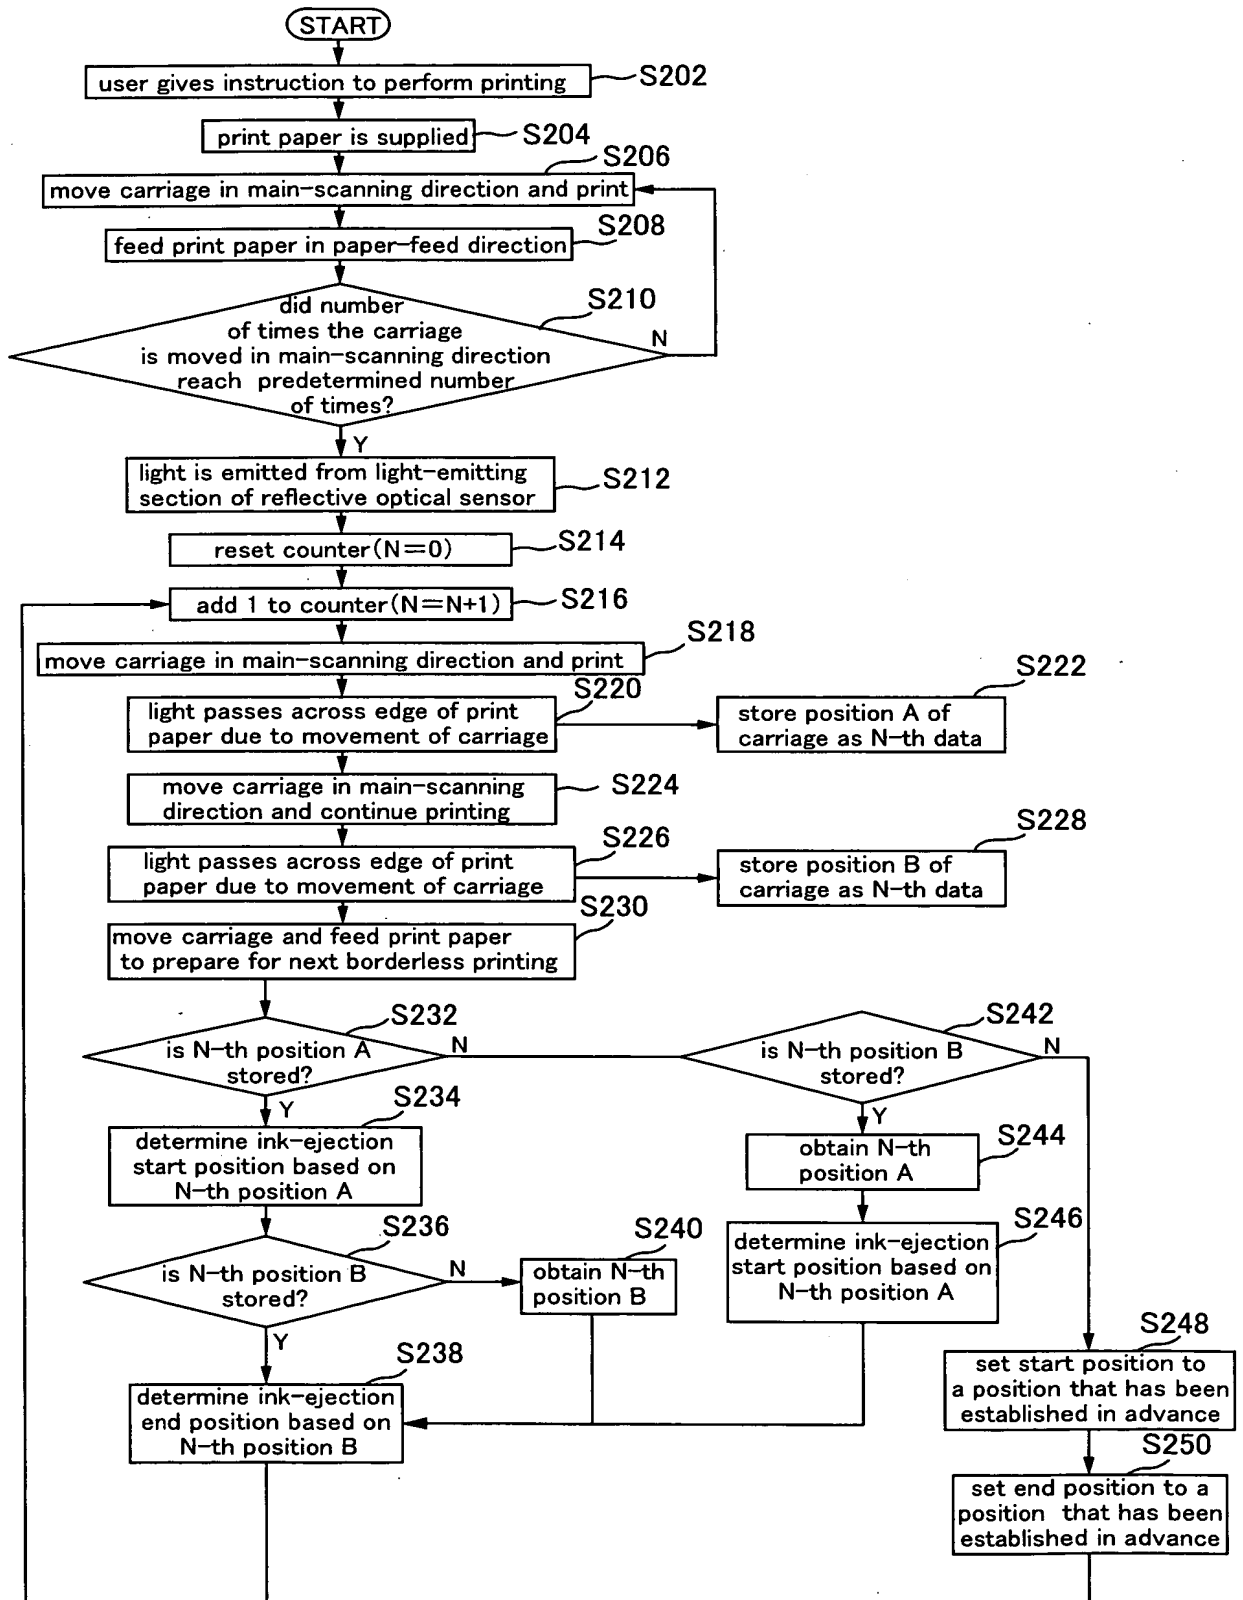 START
user gives instruction to perform printing
S202
print paper is supplied
S204
S206
move carriage in main-scanning direction and print
feed print paper in paper-feed direction
S208
did number
of times the carriage
is moved in main-scanning direction
reach predetermined number
of times?
S210
N
Y
light is emitted from light-emitting
section of reflective optical sensor
S212
reset counter(N=0)
S214
add 1 to counter(N=N+1)
S216
S218
move carriage in main-scanning direction and print
S220
light passes across edge of print
paper due to movement of carriage
S222
store position A of
carriage as N-th data
move carriage in main-scanning
direction and continue printing
S224
S226
light passes across edge of print
paper due to movement of carriage
S228
store position B of
carriage as N-th data
S230
move carriage and feed print paper
to prepare for next borderless printing
S232
is N-th position A
stored?
N
Y
S242
is N-th position B
stored?
N
Y
S234
determine ink-ejection
start position based on
N-th position A
S244
obtain N-th
position A
S236
is N-th position B
stored?
N
Y
S240
obtain N-th
position B
S246
determine ink-ejection
start position based on
N-th position A
S238
determine ink-ejection
end position based on
N-th position B
S248
set start position to
a position that has been
established in advance
S250
set end position to a
position that has been
established in advance